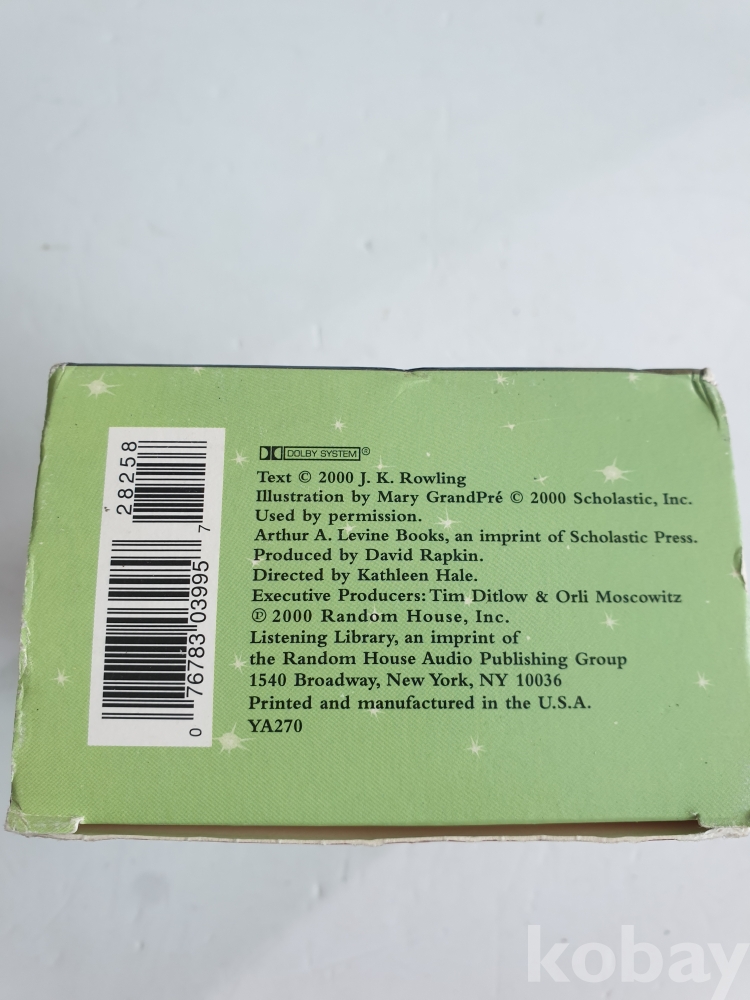 28258
0 76783 03995 7
DOLBY SYSTEM®
Text © 2000 J. K. Rowling
Illustration by Mary GrandPré © 2000 Scholastic, Inc.
Used by permission.
Arthur A. Levine Books, an imprint of Scholastic Press.
Produced by David Rapkin.
Directed by Kathleen Hale.
Executive Producers: Tim Ditlow & Orli Moscowitz
℗ 2000 Random House, Inc.
Listening Library, an imprint of
the Random House Audio Publishing Group
1540 Broadway, New York, NY 10036
Printed and manufactured in the U.S.A.
YA270
kobay